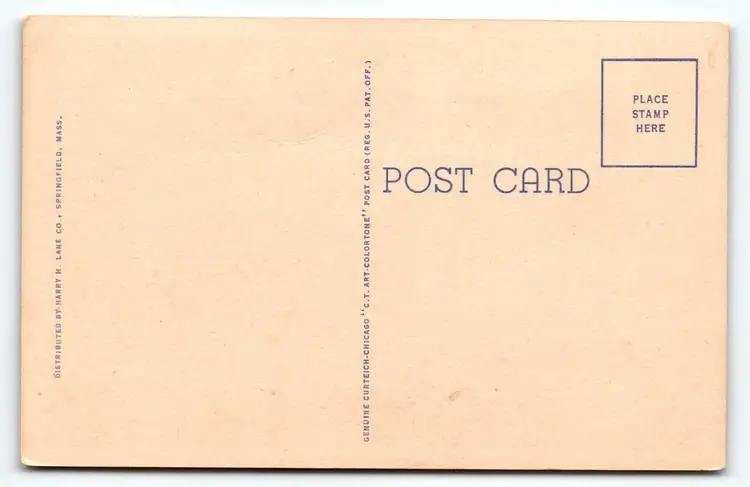 DISTRIBUTED BY HARRY H. LANE CO., SPRINGFIELD, MASS.
GENUINE CURTEICH-CHICAGO "C.T. ART-COLORTONE" POST CARD (REG. U.S. PAT. OFF.)
POST CARD
PLACE
STAMP
HERE